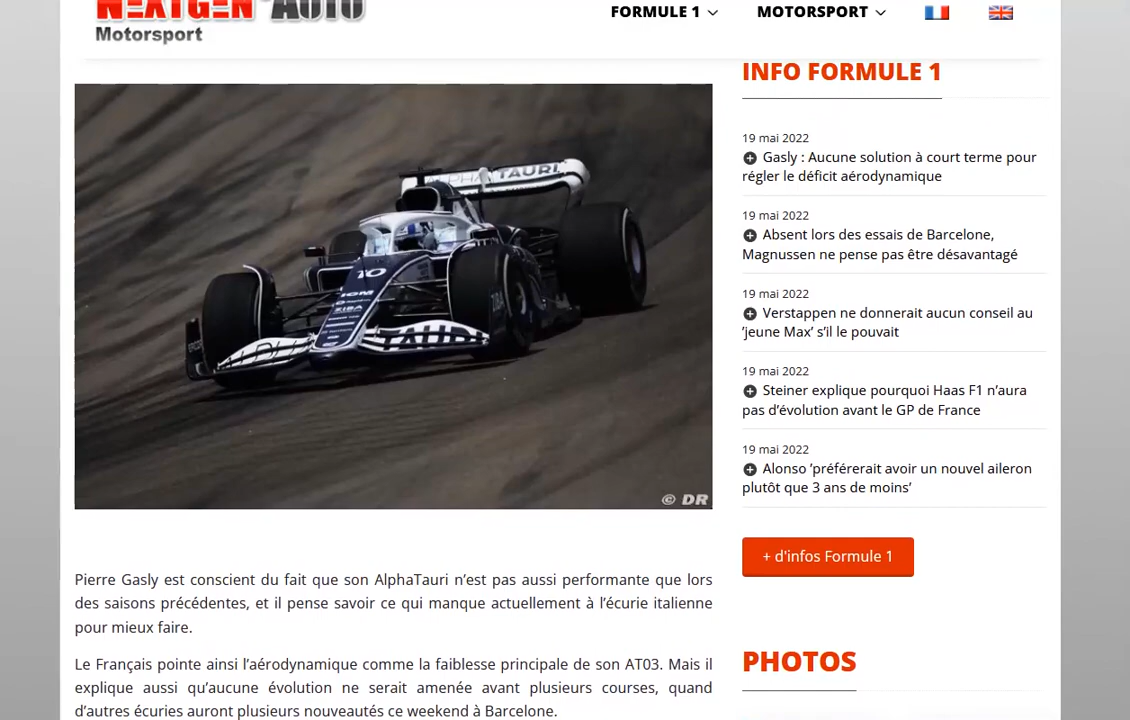 NEXTGEN-AUTO
Motorsport
FORMULE 1
MOTORSPORT
INFO FORMULE 1
19 mai 2022
Gasly : Aucune solution à court terme pour
régler le déficit aérodynamique
19 mai 2022
Absent lors des essais de Barcelone,
Magnussen ne pense pas être désavantagé
19 mai 2022
Verstappen ne donnerait aucun conseil au
’jeune Max’ s’il le pouvait
19 mai 2022
Steiner explique pourquoi Haas F1 n’aura
pas d’évolution avant le GP de France
19 mai 2022
Alonso ’préférerait avoir un nouvel aileron
plutôt que 3 ans de moins’
+ d'infos Formule 1
PHOTOS
ALPHA TAURI
10
© DR
Pierre Gasly est conscient du fait que son AlphaTauri n’est pas aussi performante que lors
des saisons précédentes, et il pense savoir ce qui manque actuellement à l’écurie italienne
pour mieux faire.
Le Français pointe ainsi l’aérodynamique comme la faiblesse principale de son AT03. Mais il
explique aussi qu’aucune évolution ne serait amenée avant plusieurs courses, quand
d’autres écuries auront plusieurs nouveautés ce weekend à Barcelone.